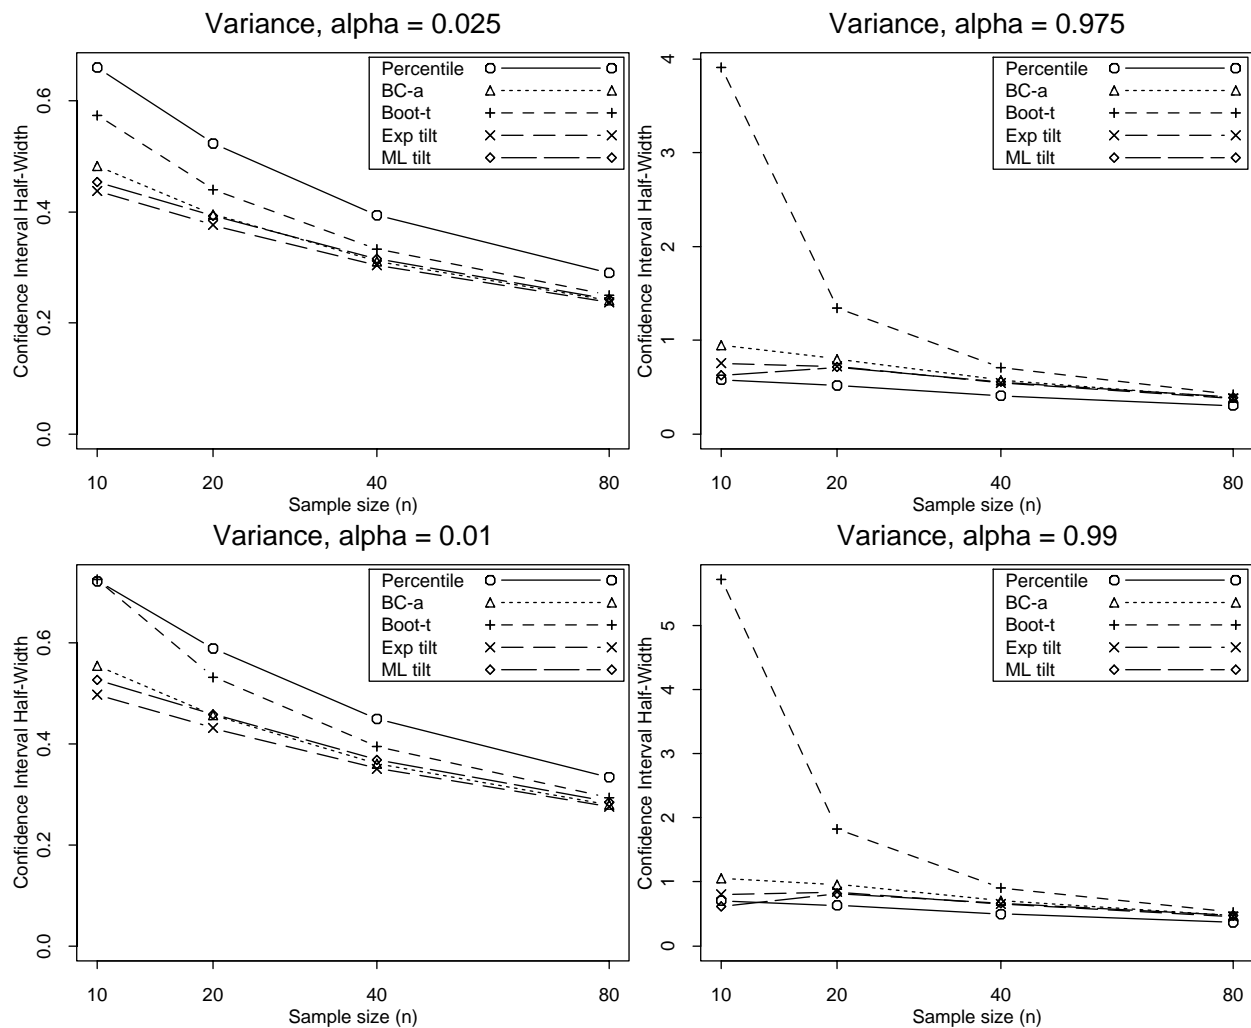 Variance, alpha = 0.025
Confidence Interval Half-Width
0.0
0.2
0.4
0.6
Percentile
BC-a
Boot-t
Exp tilt
ML tilt
10
20
40
80
Sample size (n)
Variance, alpha = 0.975
Confidence Interval Half-Width
0
1
2
3
4
Percentile
BC-a
Boot-t
Exp tilt
ML tilt
10
20
40
80
Sample size (n)
Variance, alpha = 0.01
Confidence Interval Half-Width
0.0
0.2
0.4
0.6
Percentile
BC-a
Boot-t
Exp tilt
ML tilt
10
20
40
80
Sample size (n)
Variance, alpha = 0.99
Confidence Interval Half-Width
0
1
2
3
4
5
Percentile
BC-a
Boot-t
Exp tilt
ML tilt
10
20
40
80
Sample size (n)